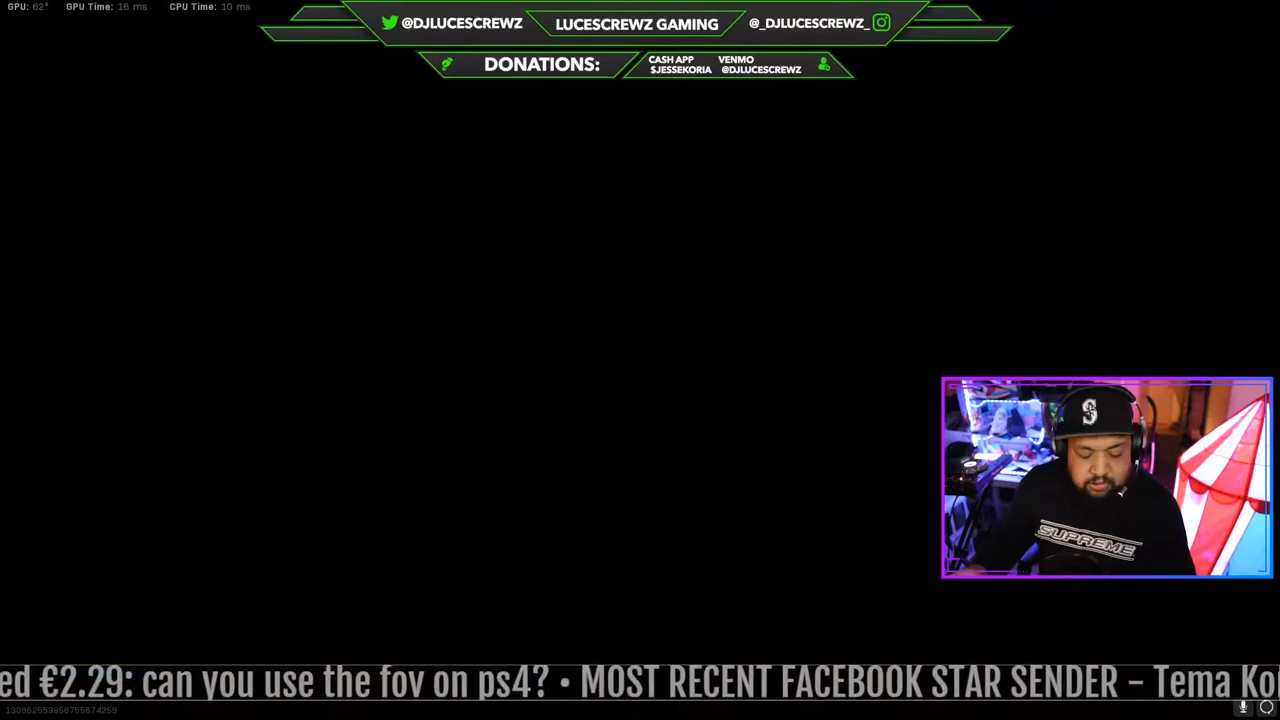 GPU: 62° GPU Time: 16 ms CPU Time: 10 ms
@DJLUCESCREWZ LUCESCREWZ GAMING @_DJLUCESCREWZ_
DONATIONS: CASH APP VENMO
$JESSEKORIA @DJLUCESCREWZ
S
SUPREME
ed €2.29: can you use the fov on ps4? • MOST RECENT FACEBOOK STAR SENDER - Tema Ko